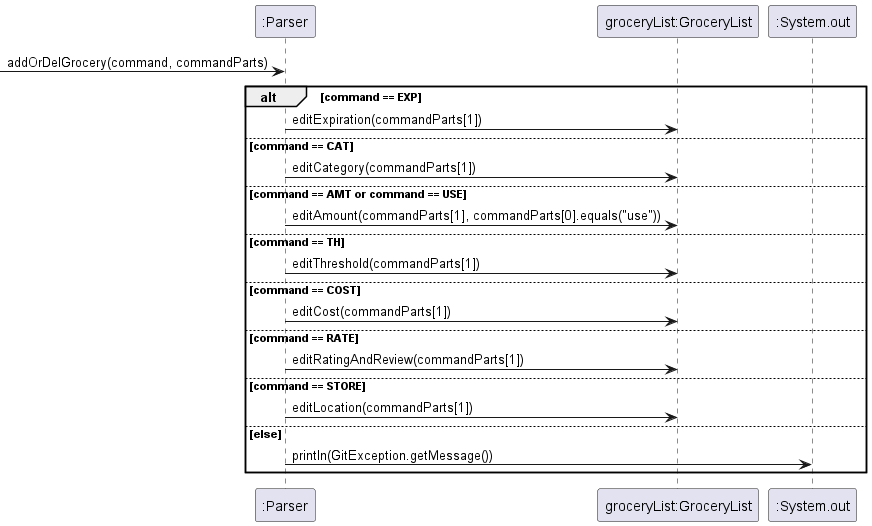 :Parser
groceryList:GroceryList
:System.out
addOrDelGrocery(command, commandParts)
alt
[command == EXP]
editExpiration(commandParts[1])
[command == CAT]
editCategory(commandParts[1])
[command == AMT or command == USE]
editAmount(commandParts[1], commandParts[0].equals("use"))
[command == TH]
editThreshold(commandParts[1])
[command == COST]
editCost(commandParts[1])
[command == RATE]
editRatingAndReview(commandParts[1])
[command == STORE]
editLocation(commandParts[1])
[else]
println(GitException.getMessage())
:Parser
groceryList:GroceryList
:System.out